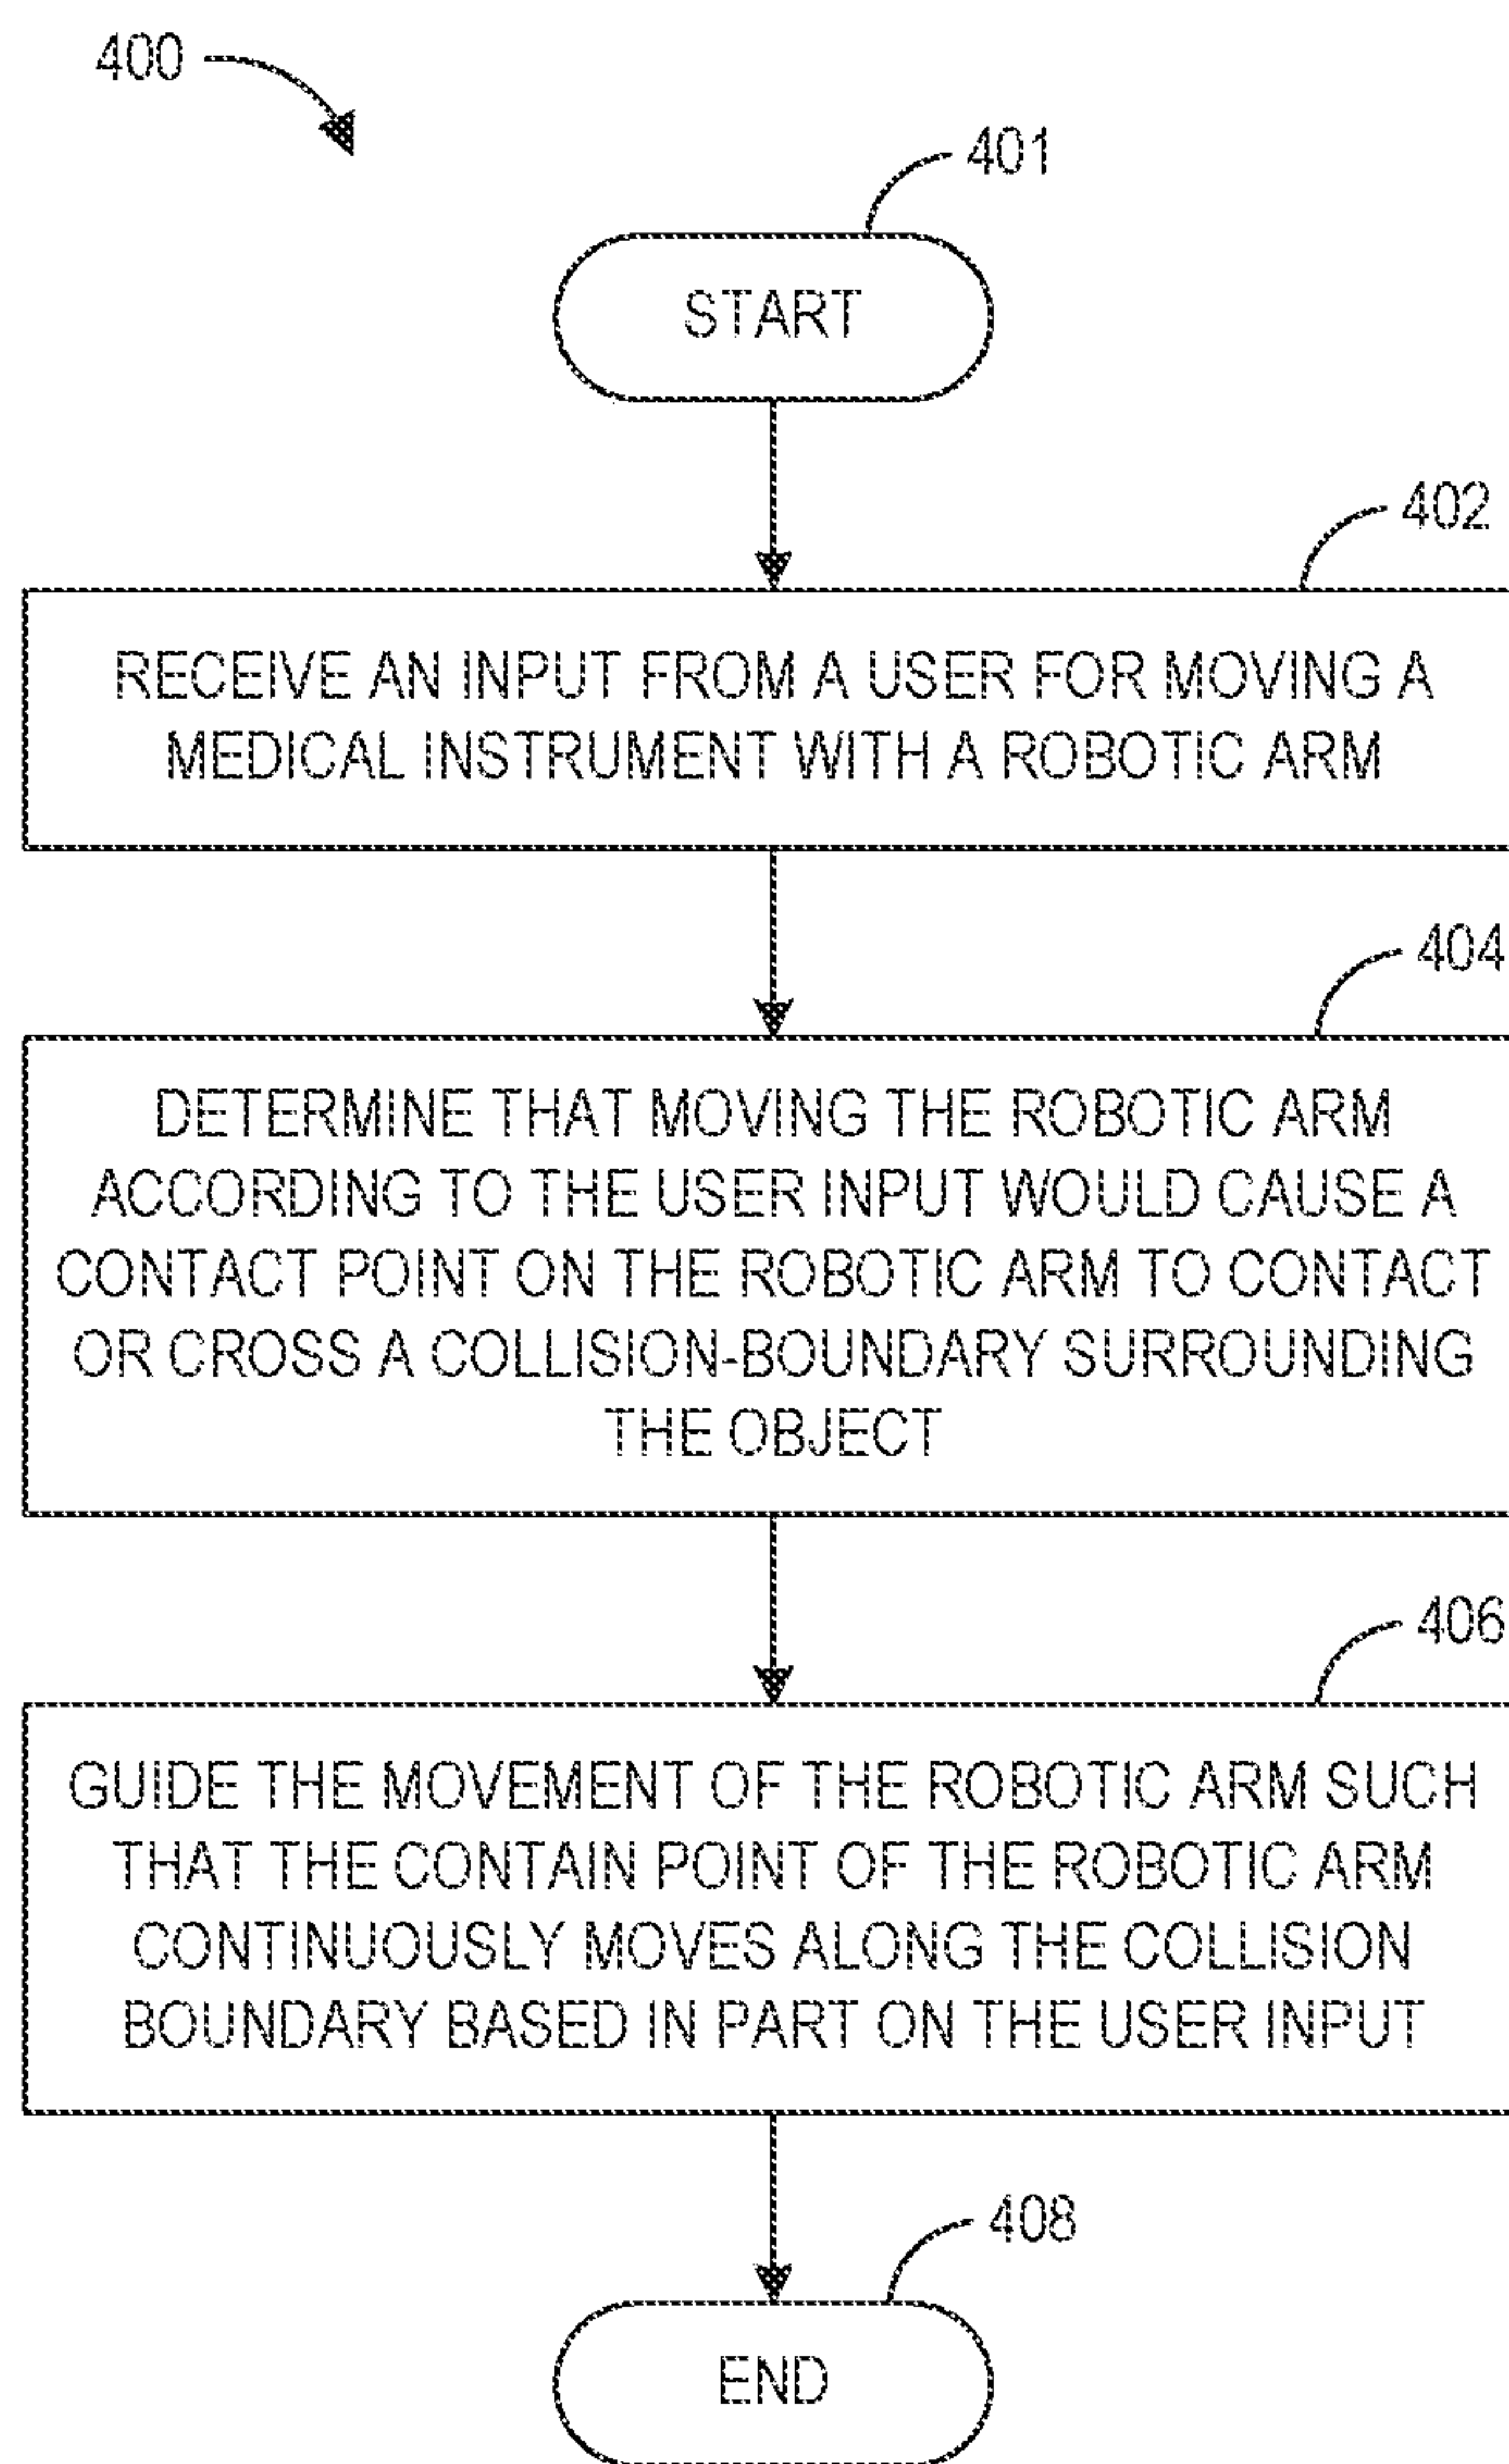 400
401
START
402
RECEIVE AN INPUT FROM A USER FOR MOVING A
MEDICAL INSTRUMENT WITH A ROBOTIC ARM
404
DETERMINE THAT MOVING THE ROBOTIC ARM
ACCORDING TO THE USER INPUT WOULD CAUSE A
CONTACT POINT ON THE ROBOTIC ARM TO CONTACT
OR CROSS A COLLISION-BOUNDARY SURROUNDING
THE OBJECT
406
GUIDE THE MOVEMENT OF THE ROBOTIC ARM SUCH
THAT THE CONTAIN POINT OF THE ROBOTIC ARM
CONTINUOUSLY MOVES ALONG THE COLLISION
BOUNDARY BASED IN PART ON THE USER INPUT
408
END